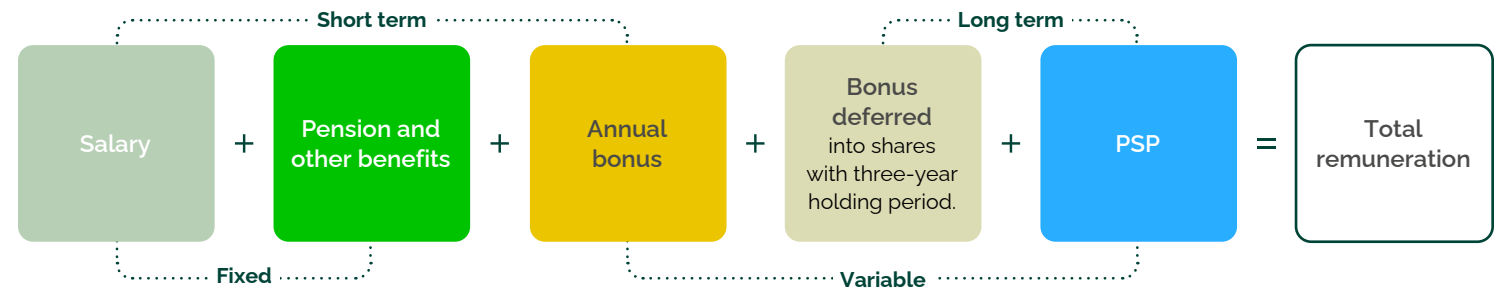 Short term
Long term
Salary
+
Pension and
other benefits
+
Annual
bonus
+
Bonus
deferred
into shares
with three-year
holding period.
+
PSP
=
Total
remuneration
Fixed
Variable